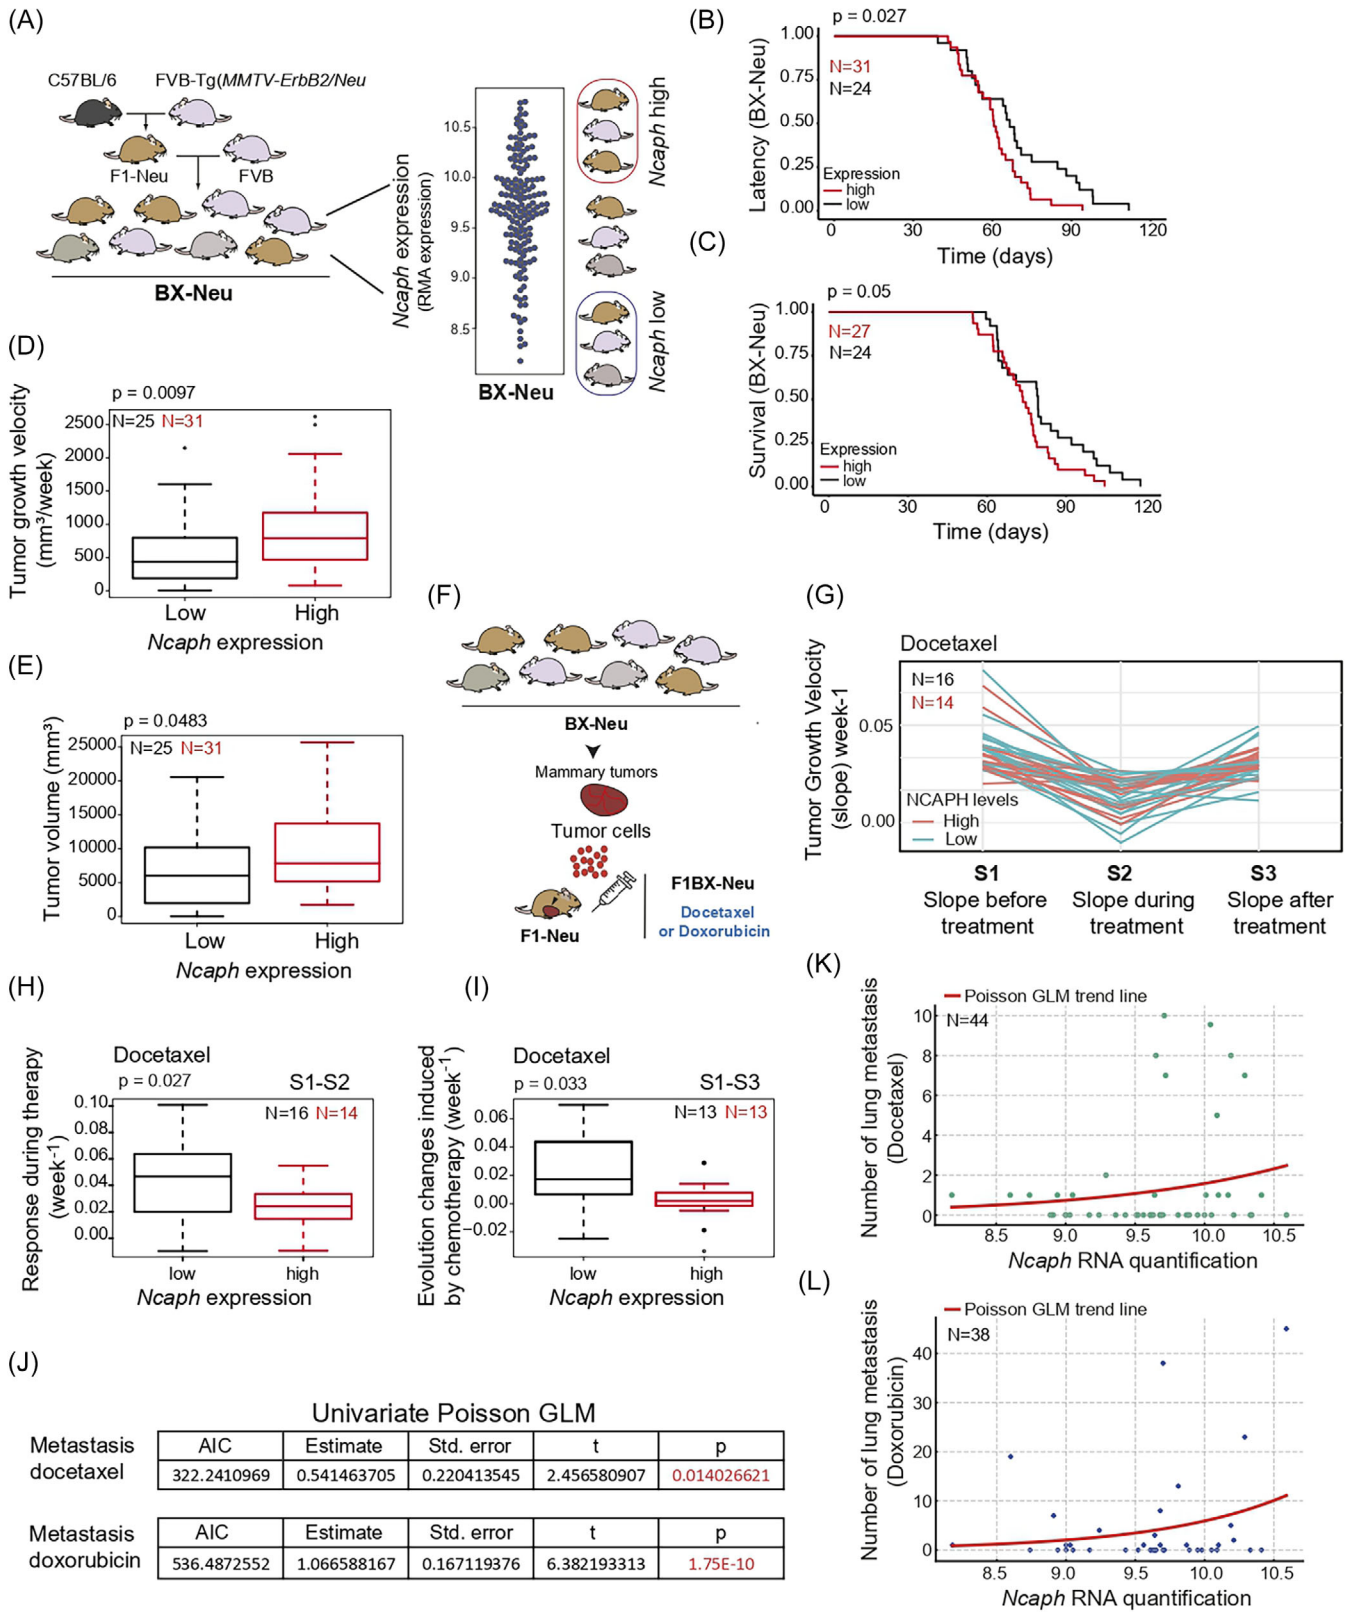 (A)
C57BL/6
FVB-Tg(MMTV-ErbB2/Neu
F1-Neu
FVB
BX-Neu
Ncaph expression
(RMA expression)
10.5
10.0
9.5
9.0
8.5
BX-Neu
Ncaph high
Ncaph low
(B)
p = 0.027
Latency (BX-Neu)
1.00
0.75
0.50
0.25
0.00
N=31
N=24
Expression
high
low
0 30 60 90 120
Time (days)
(C)
p = 0.05
Survival (BX-Neu)
1.00
0.75
0.50
0.25
0.00
N=27
N=24
Expression
high
low
0 30 60 90 120
Time (days)
(D)
p = 0.0097
N=25 N=31
Tumor growth velocity
(mm³/week)
2500
2000
1500
1000
500
0
Low High
Ncaph expression
(E)
p = 0.0483
N=25 N=31
Tumor volume (mm³)
25000
20000
15000
10000
5000
0
Low High
Ncaph expression
(F)
BX-Neu
Mammary tumors
Tumor cells
F1-Neu
F1BX-Neu
Docetaxel
or Doxorubicin
(G)
Docetaxel
N=16
N=14
Tumor Growth Velocity
(slope) week-1
0.05
0.00
NCAPH levels
High
Low
S1 S2 S3
Slope before Slope during Slope after
treatment treatment treatment
(H)
Docetaxel
p = 0.027
S1-S2
N=16 N=14
Response during therapy
(week⁻¹)
0.10
0.06
0.04
0.02
0.00
low high
Ncaph expression
(I)
Docetaxel
p = 0.033
S1-S3
N=13 N=13
Evolution changes induced
by chemotherapy (week⁻¹)
0.06
0.04
0.02
0.00
−0.02
low high
Ncaph expression
(J)
Univariate Poisson GLM
Metastasis
docetaxel
AIC Estimate Std. error t p
322.2410969 0.541463705 0.220413545 2.456580907 0.014026621
Metastasis
doxorubicin
AIC Estimate Std. error t p
536.4872552 1.066588167 0.167119376 6.382193313 1.75E-10
(K)
Poisson GLM trend line
N=44
Number of lung metastasis
(Docetaxel)
10
8
6
4
2
0
8.5 9.0 9.5 10.0 10.5
Ncaph RNA quantification
(L)
Poisson GLM trend line
N=38
Number of lung metastasis
(Doxorubicin)
40
30
20
10
0
8.5 9.0 9.5 10.0 10.5
Ncaph RNA quantification